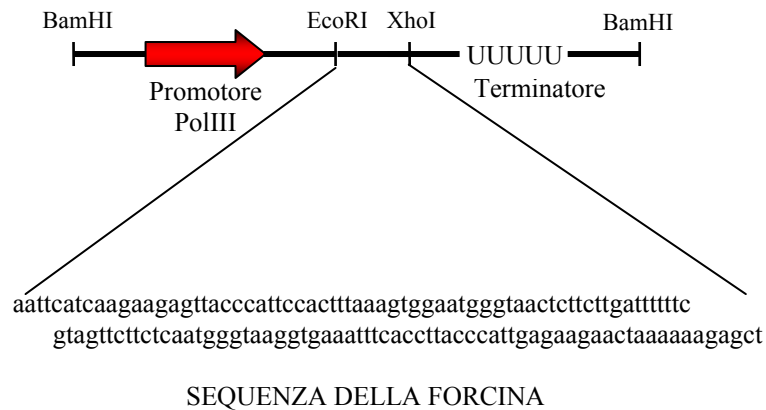 BamHI EcoRI XhoI BamHI
UUUUU
Promotore Terminatore
PolIII
aattcatcaagaagagttacccattccactttaaagtggaatgggtaactcttcttgattttttc
gtagttcttctcaatgggtaaggtgaaatttcaccttacccattgagaagaactaaaaaagagct
SEQUENZA DELLA FORCINA